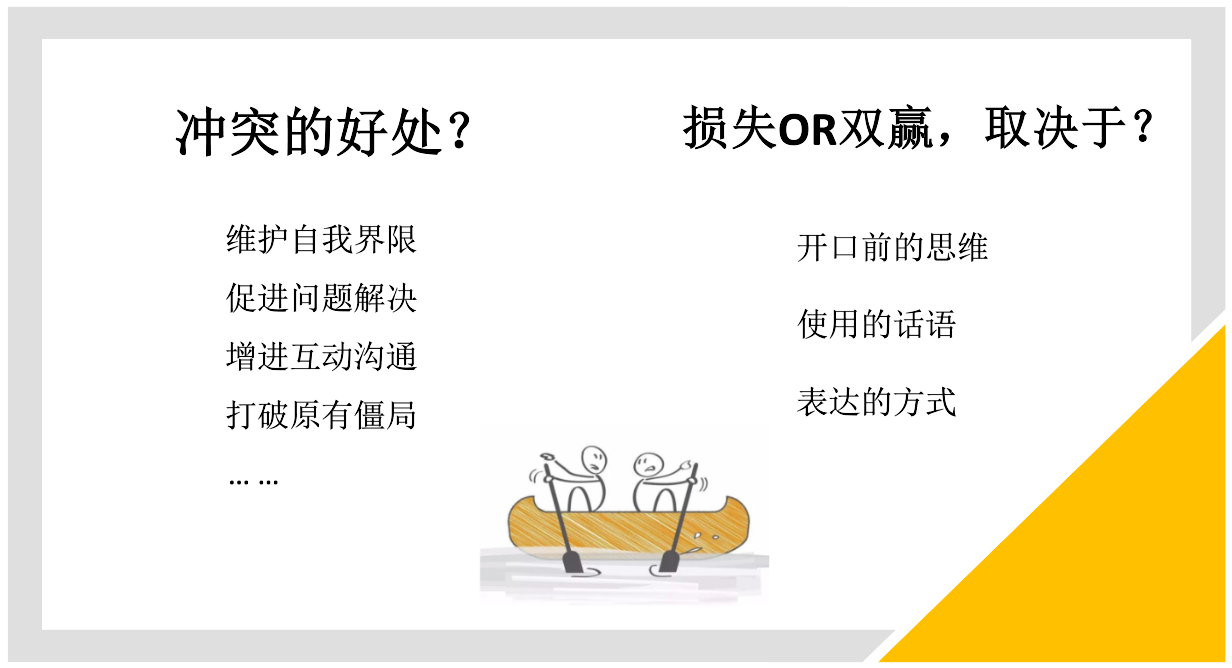 冲突的好处？
维护自我界限
促进问题解决
增进互动沟通
打破原有僵局
… …
损失OR双赢，取决于？
开口前的思维
使用的话语
表达的方式